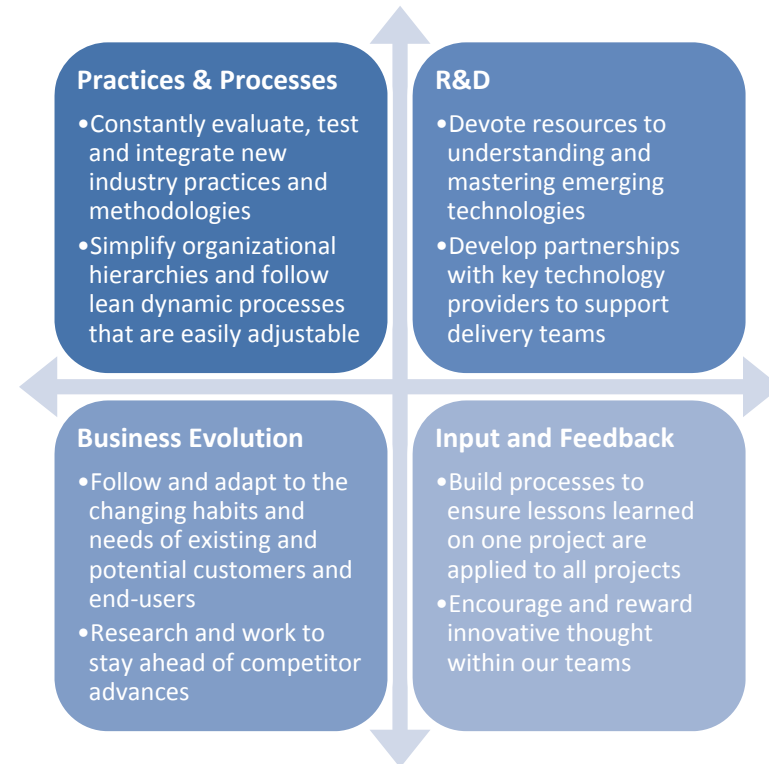 Practices & Processes
•Constantly evaluate, test
and integrate new
industry practices and
methodologies
•Simplify organizational
hierarchies and follow
lean dynamic processes
that are easily adjustable
R&D
•Devote resources to
understanding and
mastering emerging
technologies
•Develop partnerships
with key technology
providers to support
delivery teams
Business Evolution
•Follow and adapt to the
changing habits and
needs of existing and
potential customers and
end-users
•Research and work to
stay ahead of competitor
advances
Input and Feedback
•Build processes to
ensure lessons learned
on one project are
applied to all projects
•Encourage and reward
innovative thought
within our teams